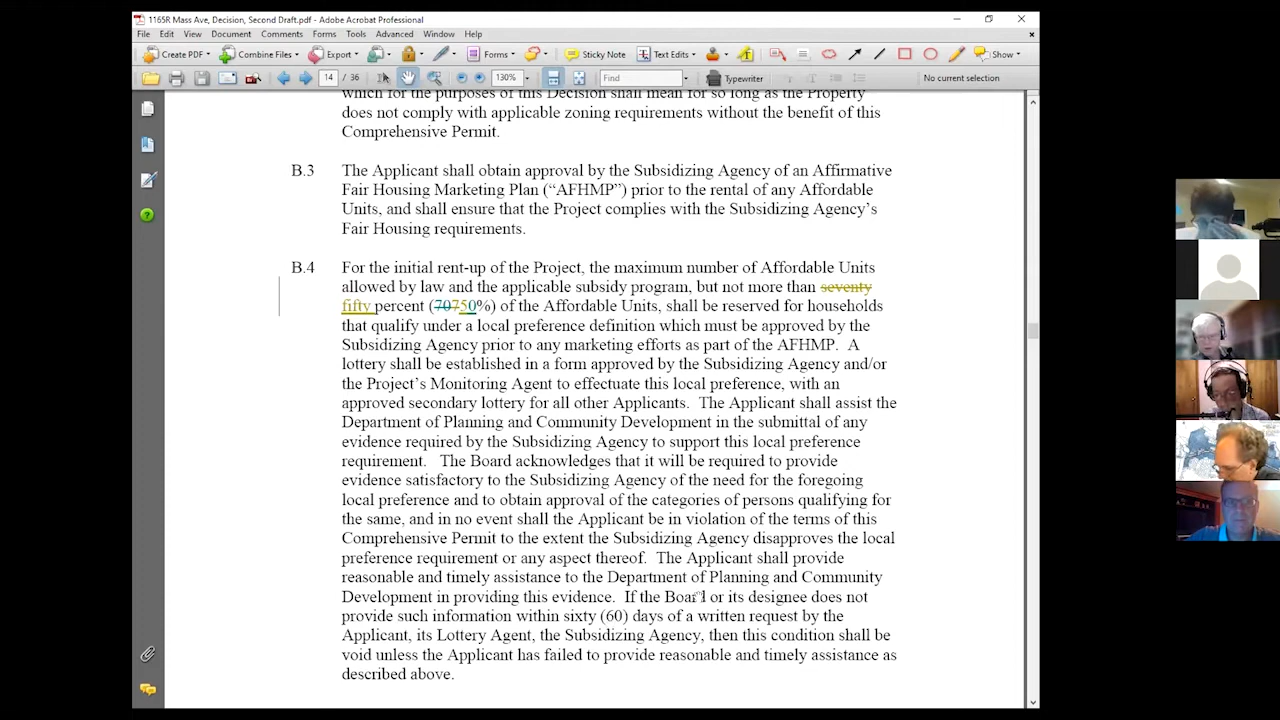 1165R Mass Ave, Decision, Second Draft.pdf - Adobe Acrobat Professional
File Edit View Document Comments Forms Tools Advanced Window Help
Create PDF Combine Files Export Forms Sticky Note Text Edits Show
14 / 36 130% Find Typewriter No current selection
which for the purposes of this Decision shall mean for so long as the Property
does not comply with applicable zoning requirements without the benefit of this
Comprehensive Permit.
B.3 The Applicant shall obtain approval by the Subsidizing Agency of an Affirmative
Fair Housing Marketing Plan (“AFHMP”) prior to the rental of any Affordable
Units, and shall ensure that the Project complies with the Subsidizing Agency’s
Fair Housing requirements.
B.4 For the initial rent-up of the Project, the maximum number of Affordable Units
allowed by law and the applicable subsidy program, but not more than seventy
fifty percent (70750%) of the Affordable Units, shall be reserved for households
that qualify under a local preference definition which must be approved by the
Subsidizing Agency prior to any marketing efforts as part of the AFHMP. A
lottery shall be established in a form approved by the Subsidizing Agency and/or
the Project’s Monitoring Agent to effectuate this local preference, with an
approved secondary lottery for all other Applicants. The Applicant shall assist the
Department of Planning and Community Development in the submittal of any
evidence required by the Subsidizing Agency to support this local preference
requirement. The Board acknowledges that it will be required to provide
evidence satisfactory to the Subsidizing Agency of the need for the foregoing
local preference and to obtain approval of the categories of persons qualifying for
the same, and in no event shall the Applicant be in violation of the terms of this
Comprehensive Permit to the extent the Subsidizing Agency disapproves the local
preference requirement or any aspect thereof. The Applicant shall provide
reasonable and timely assistance to the Department of Planning and Community
Development in providing this evidence. If the Board or its designee does not
provide such information within sixty (60) days of a written request by the
Applicant, its Lottery Agent, the Subsidizing Agency, then this condition shall be
void unless the Applicant has failed to provide reasonable and timely assistance as
described above.